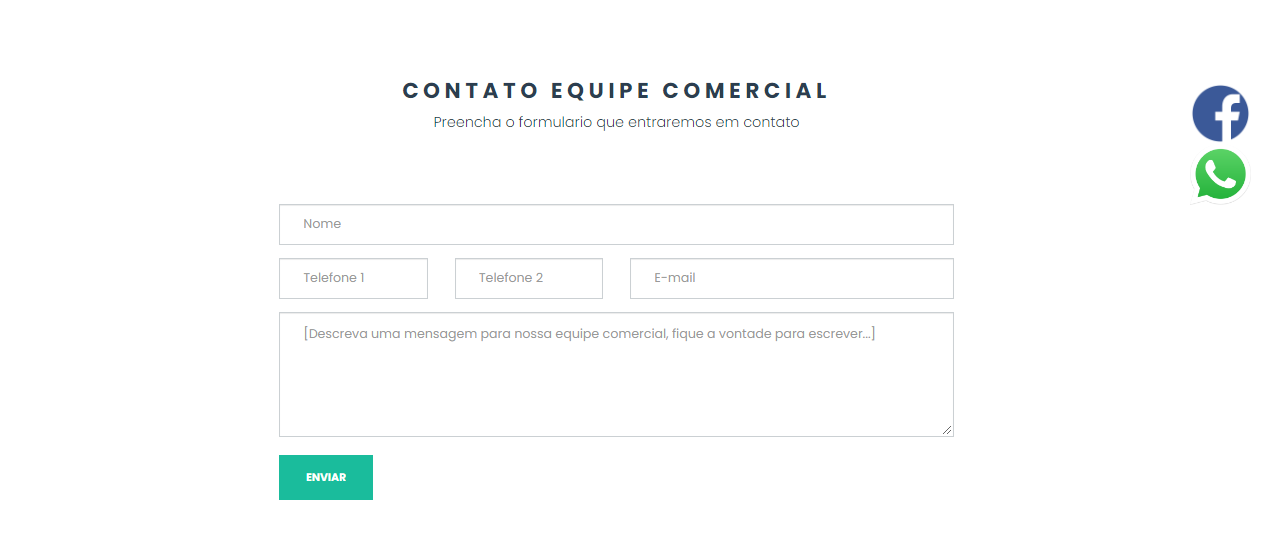 CONTATO EQUIPE COMERCIAL
Preencha o formulario que entraremos em contato
Nome
Telefone 1
Telefone 2
E-mail
[Descreva uma mensagem para nossa equipe comercial, fique a vontade para escrever...]
ENVIAR